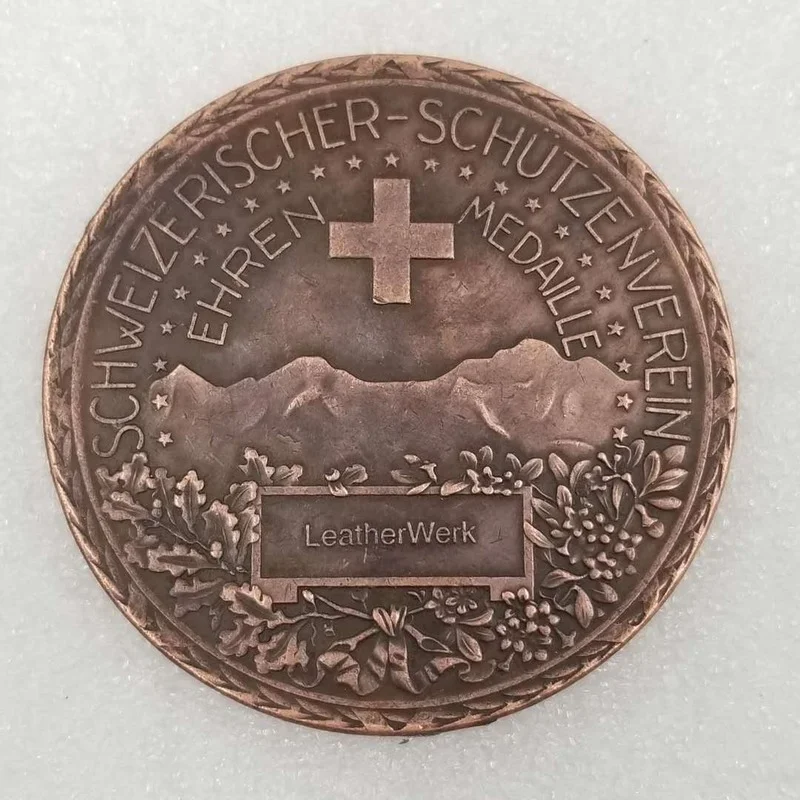 SCHWEIZERISCHER-SCHÜTZENVEREIN
EHREN MEDAILLE
LeatherWerk